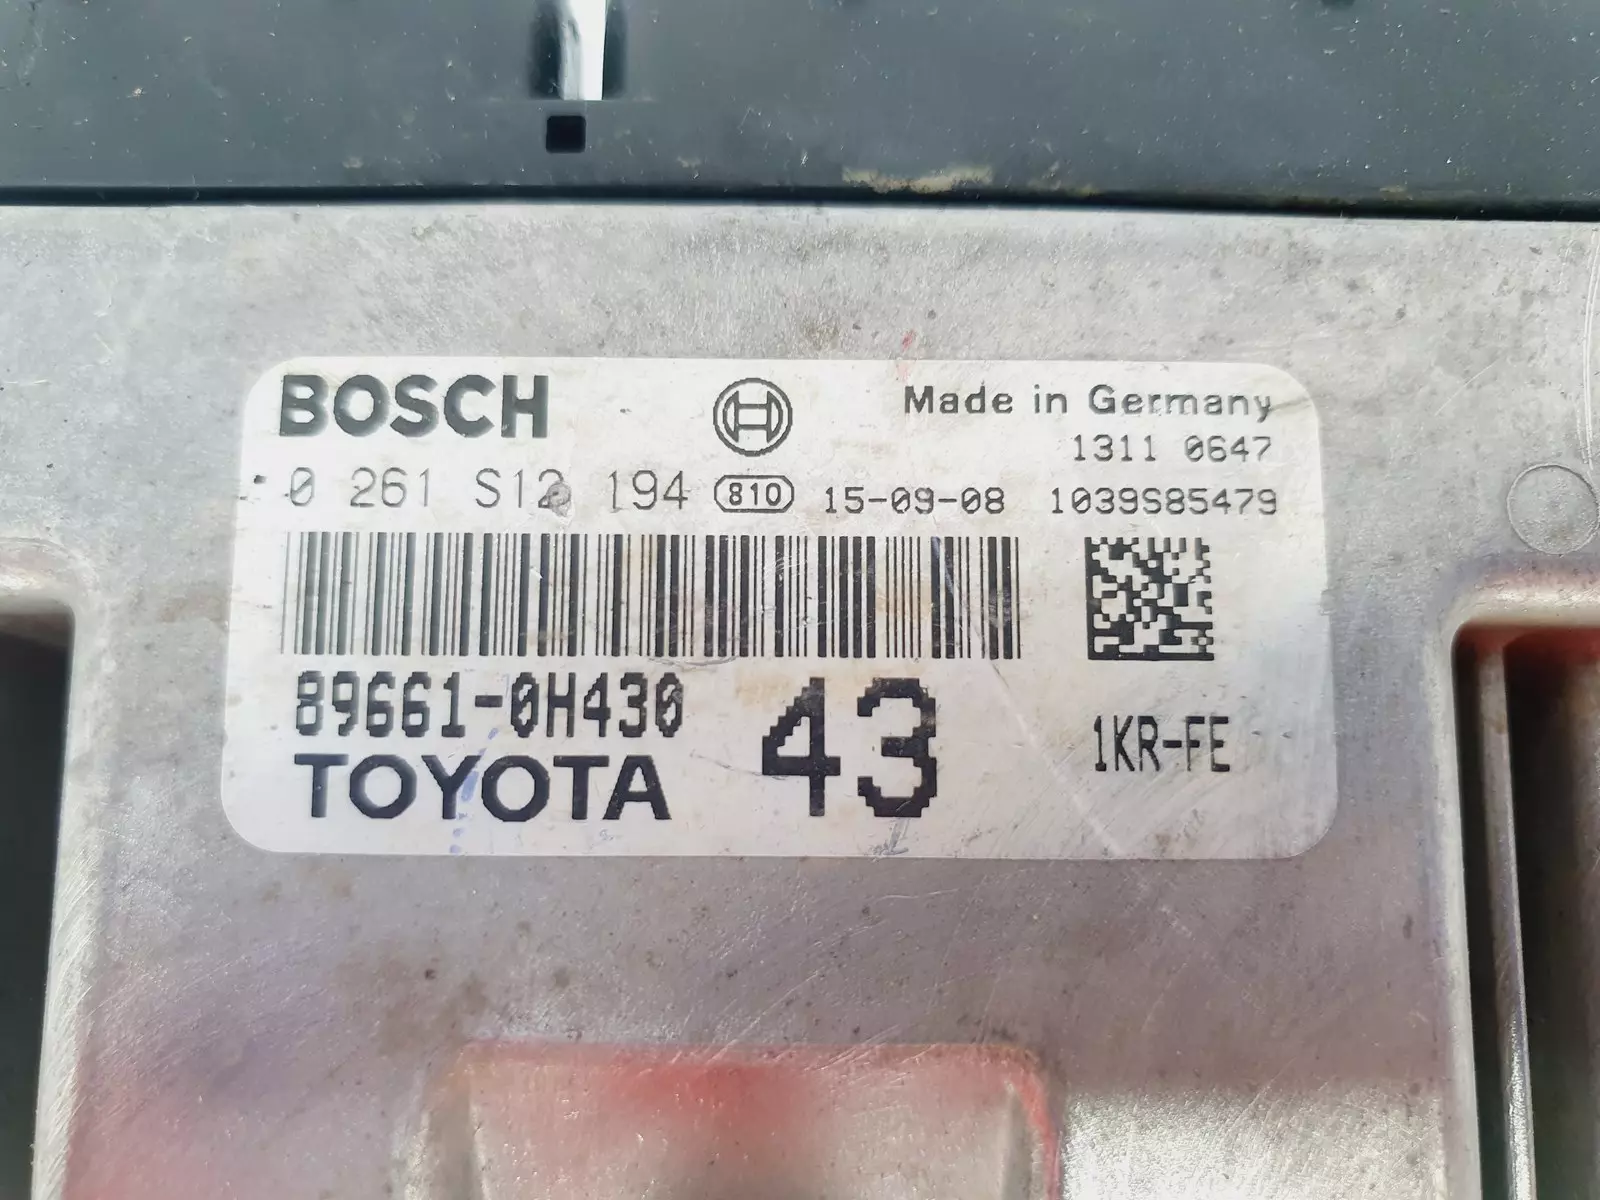 BOSCH
Made in Germany
1311 0647
0 261 S12 194 810 15-09-08 1039S85479
89661-0H430
TOYOTA
43
1KR-FE